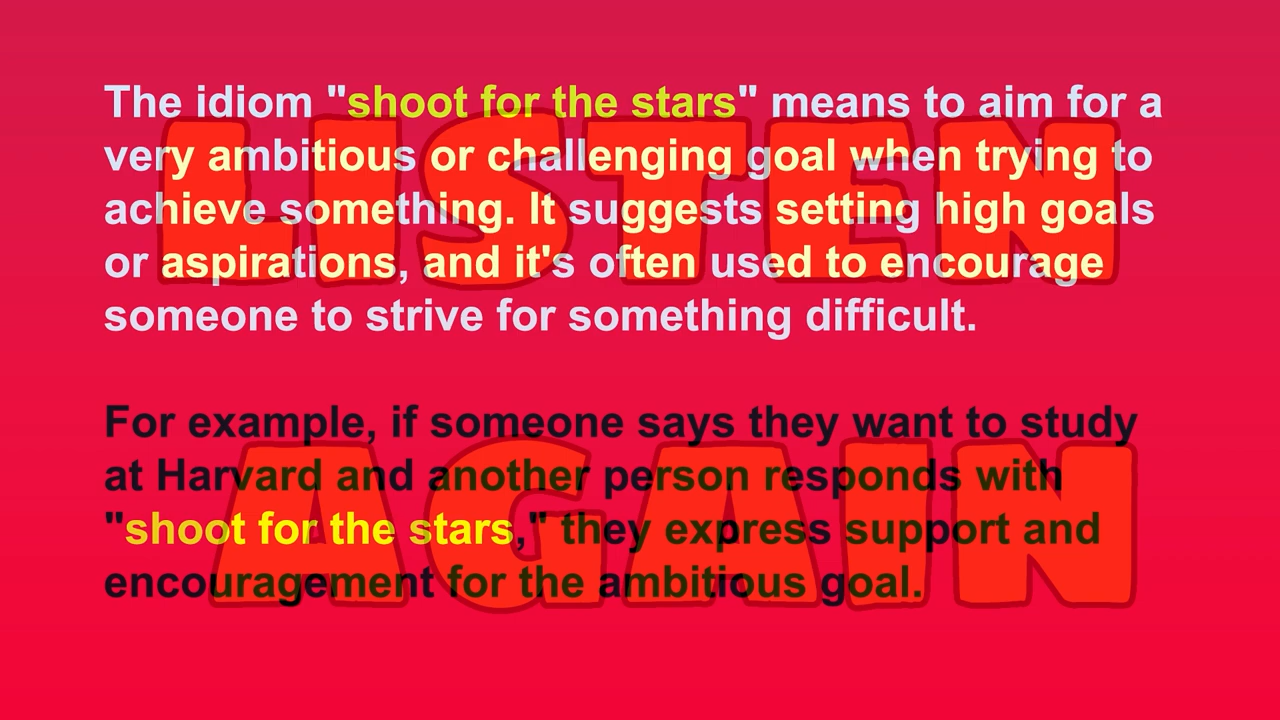 The idiom "shoot for the stars" means to aim for a
very ambitious or challenging goal when trying to
achieve something. It suggests setting high goals
or aspirations, and it's often used to encourage
someone to strive for something difficult.
For example, if someone says they want to study
at Harvard and another person responds with
"shoot for the stars," they express support and
encouragement for the ambitious goal.
LISTEN
AGAIN